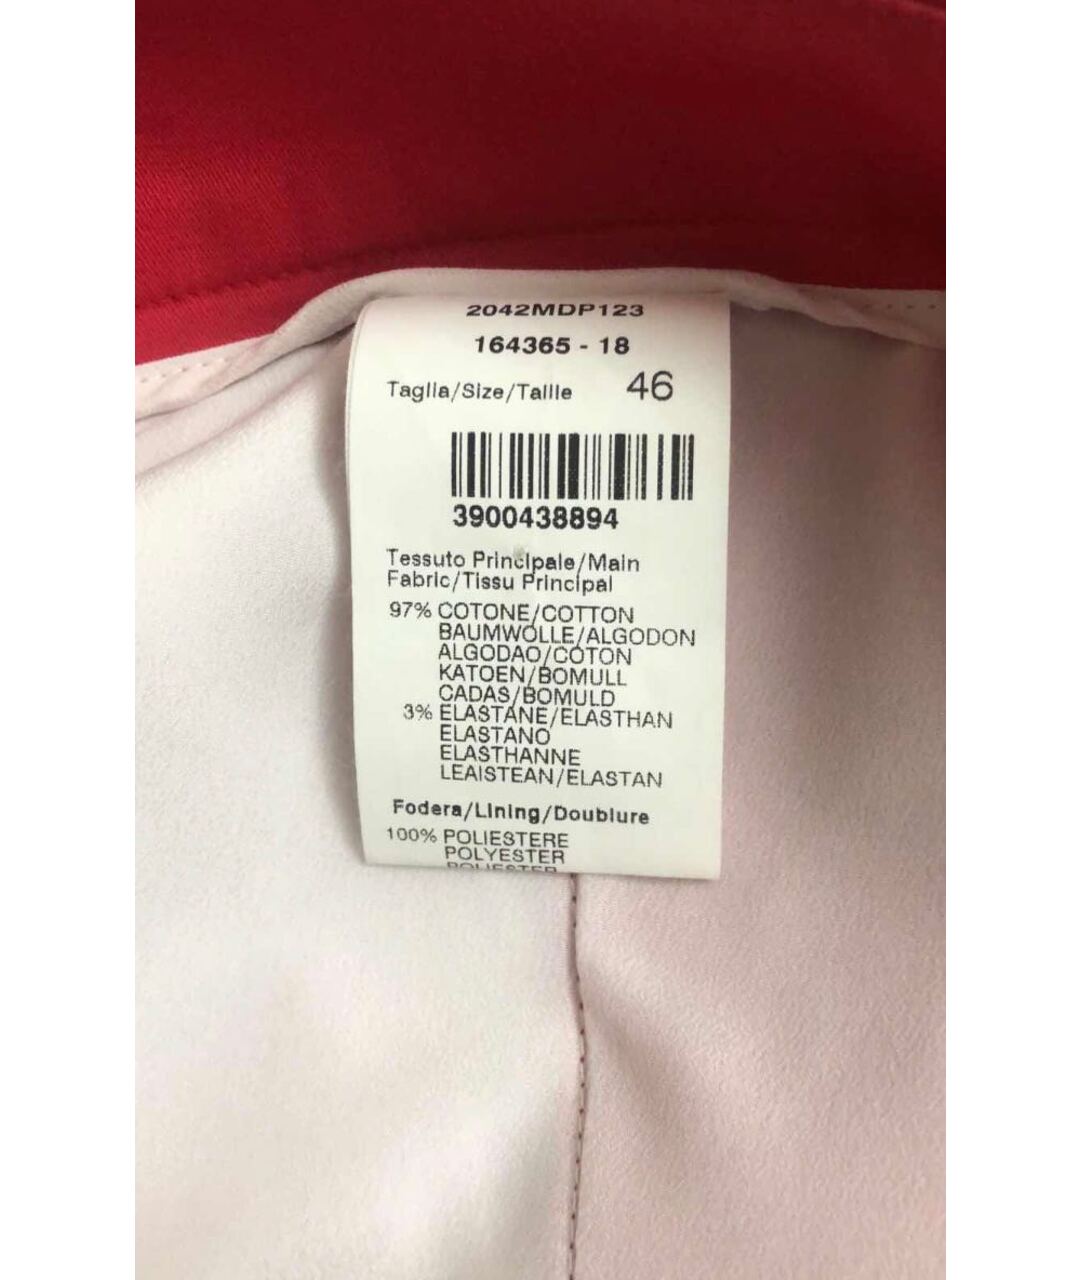 2042MDP123
164365 - 18
Taglia/Size/Taille 46
3900438894
Tessuto Principale/Main
Fabric/Tissu Principal
97% COTONE/COTTON
BAUMWOLLE/ALGODON
ALGODAO/COTON
KATOEN/BOMULL
CADAS/BOMULD
3% ELASTANE/ELASTHAN
ELASTANO
ELASTHANNE
LEAISTEAN/ELASTAN
Fodera/Lining/Doublure
100% POLIESTERE
POLYESTER
POLIESTER